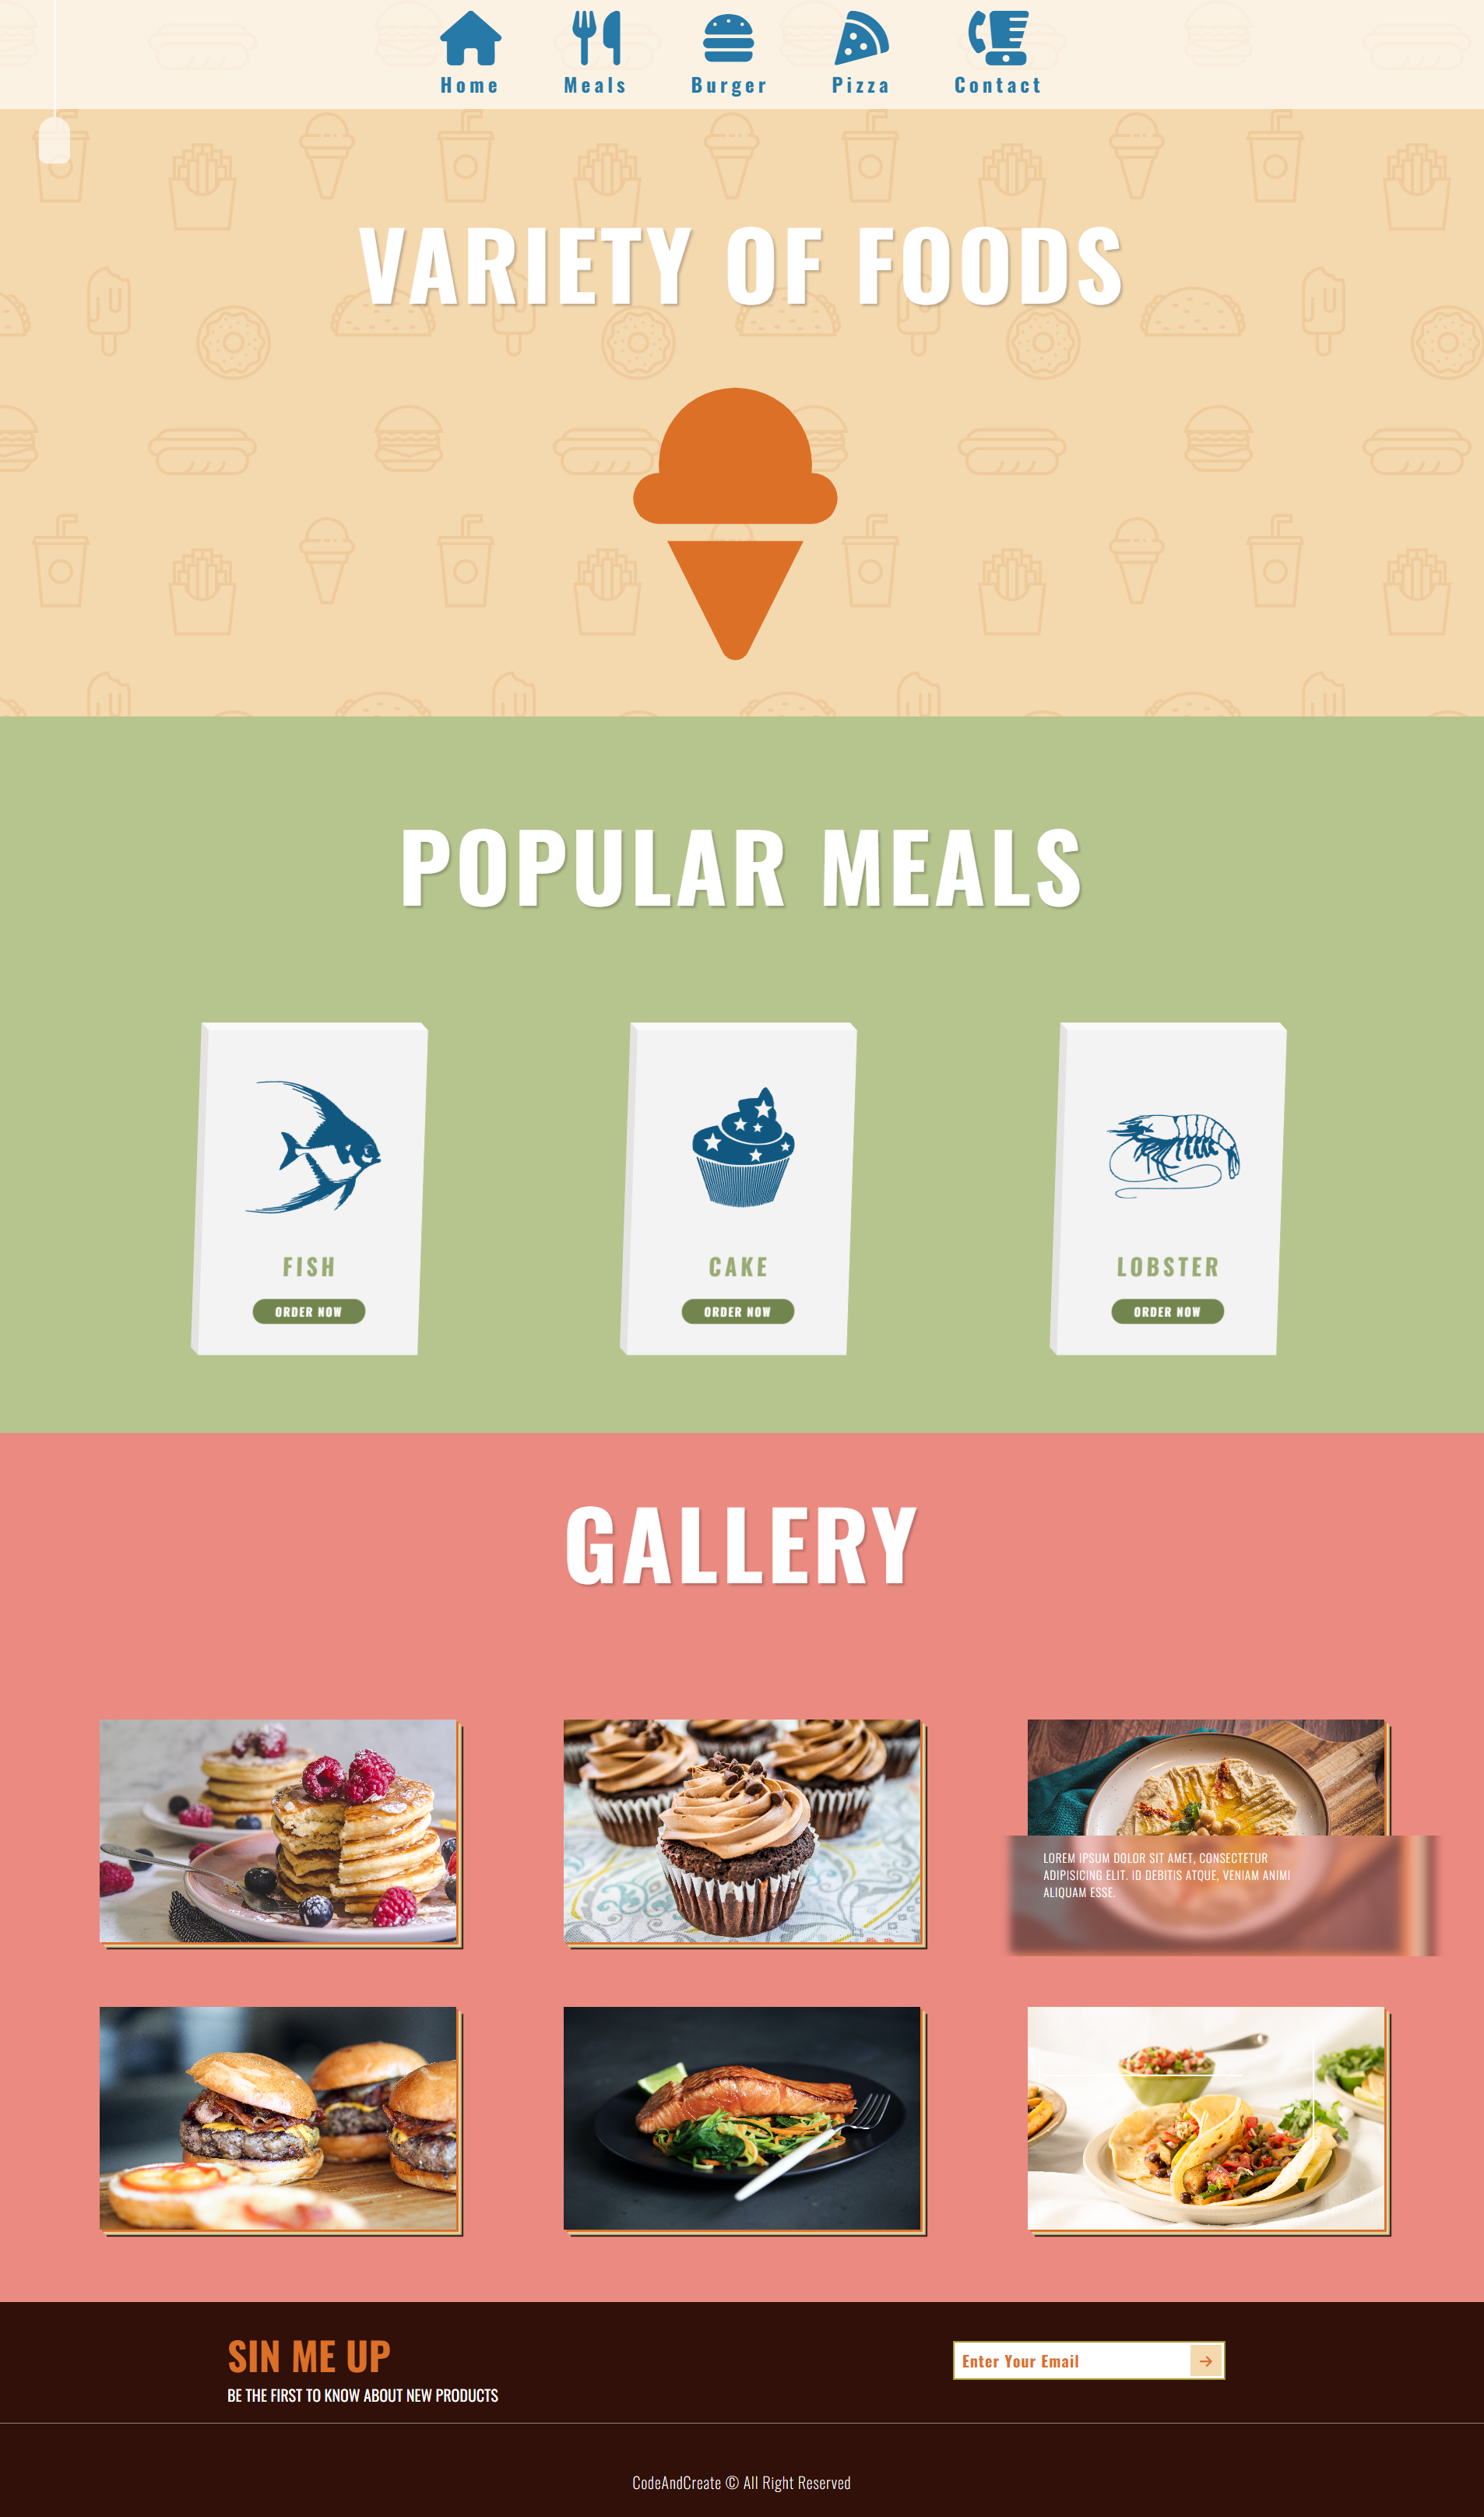 Home Meals Burger Pizza Contact
VARIETY OF FOODS
POPULAR MEALS
FISH
ORDER NOW
CAKE
ORDER NOW
LOBSTER
ORDER NOW
GALLERY
LOREM IPSUM DOLOR SIT AMET, CONSECTETUR
ADIPISICING ELIT. ID DEBITIS ATQUE, VENIAM ANIMI
ALIQUAM ESSE.
SIN ME UP
BE THE FIRST TO KNOW ABOUT NEW PRODUCTS
Enter Your Email
CodeAndCreate © All Right Reserved